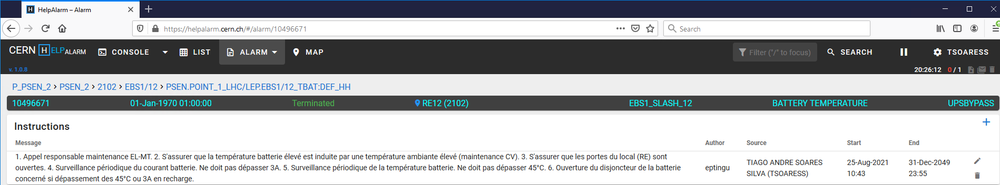 HelpAlarm – Alarm
https://helpalarm.cern.ch/#/alarm/10496671
Search
CERN HELP ALARM CONSOLE LIST ALARM MAP Filter ("/" to focus) SEARCH TSOARESS
v. 1.0.8 20:26:12 0 / 1
P_PSEN_2 > PSEN_2 > 2102 > EBS1/12 > PSEN.POINT_1_LHC/LEP.EBS1/12_TBAT:DEF_HH
10496671 01-Jan-1970 01:00:00 Terminated RE12 (2102) EBS1_SLASH_12 BATTERY TEMPERATURE UPSBYPASS
Instructions
Message Author Source Start End
1. Appel responsable maintenance EL-MT. 2. S'assurer que la température batterie élevé est induite par une température ambiante élevé (maintenance CV). 3. S'assurer que les portes du local (RE) sont
ouvertes. 4. Surveillance périodique du courant batterie. Ne doit pas dépasser 3A. 5. Surveillance périodique de la température batterie. Ne doit pas dépasser 45°C. 6. Ouverture du disjoncteur de la batterie
concerné si dépassement des 45°C ou 3A en recharge.
eptingu
TIAGO ANDRE SOARES
SILVA (TSOARESS)
25-Aug-2021
10:43
31-Dec-2049
23:55